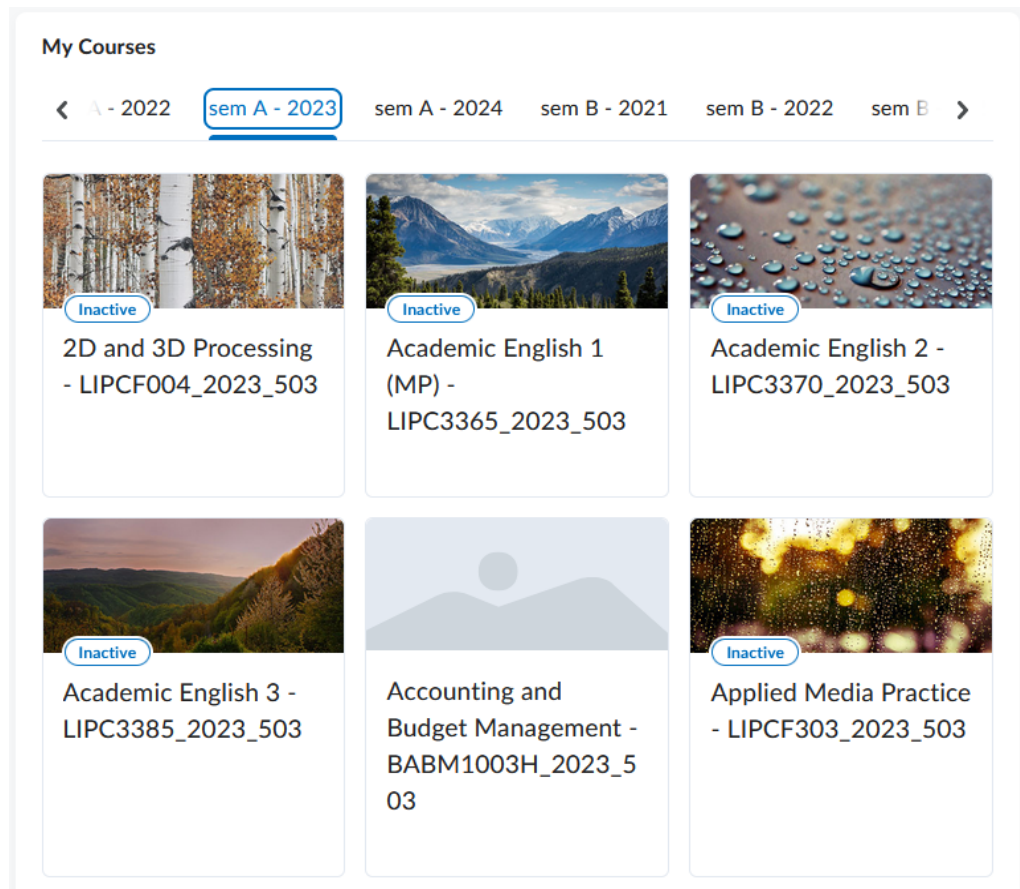 My Courses
A - 2022 sem A - 2023 sem A - 2024 sem B - 2021 sem B - 2022 sem B
Inactive
2D and 3D Processing
- LIPCF004_2023_503
Inactive
Academic English 1
(MP) -
LIPC3365_2023_503
Inactive
Academic English 2 -
LIPC3370_2023_503
Inactive
Academic English 3 -
LIPC3385_2023_503
Accounting and
Budget Management -
BABM1003H_2023_5
03
Inactive
Applied Media Practice
- LIPCF303_2023_503